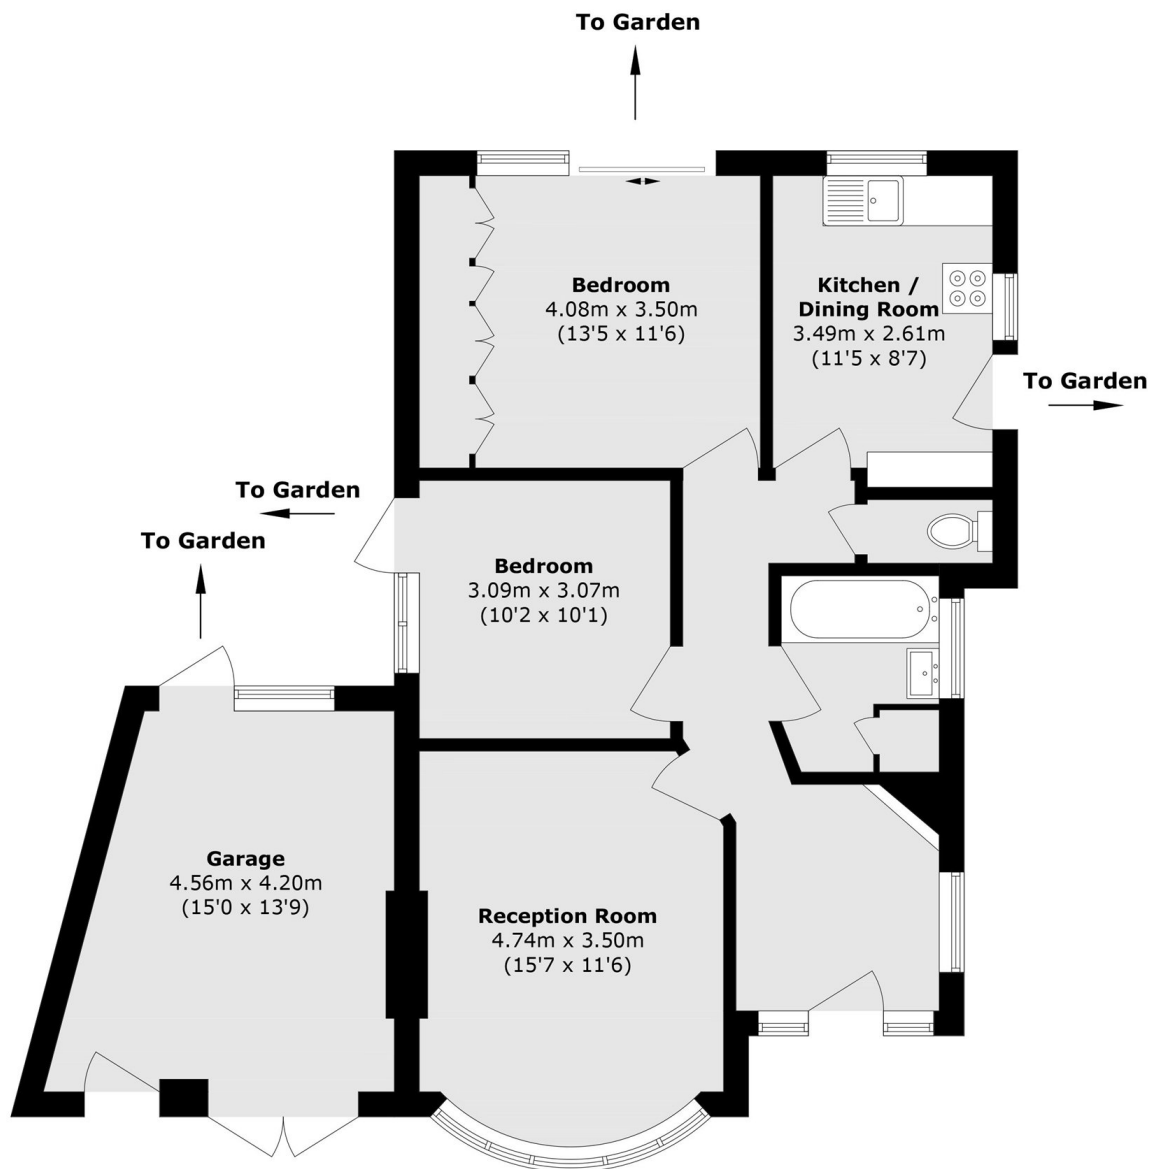 To Garden
Bedroom
4.08m x 3.50m
(13'5 x 11'6)
Kitchen /
Dining Room
3.49m x 2.61m
(11'5 x 8'7)
To Garden
To Garden
To Garden
Bedroom
3.09m x 3.07m
(10'2 x 10'1)
Garage
4.56m x 4.20m
(15'0 x 13'9)
Reception Room
4.74m x 3.50m
(15'7 x 11'6)